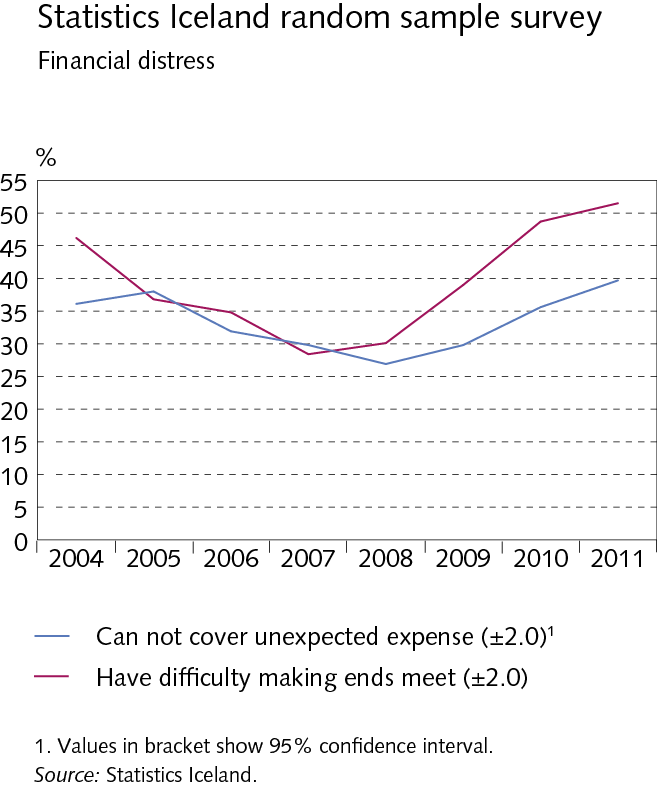 Statistics Iceland random sample survey
Financial distress
%
55
50
45
40
35
30
25
20
15
10
5
0
2004 2005 2006 2007 2008 2009 2010 2011
Can not cover unexpected expense (±2.0)¹
Have difficulty making ends meet (±2.0)
1. Values in bracket show 95% confidence interval.
Source: Statistics Iceland.